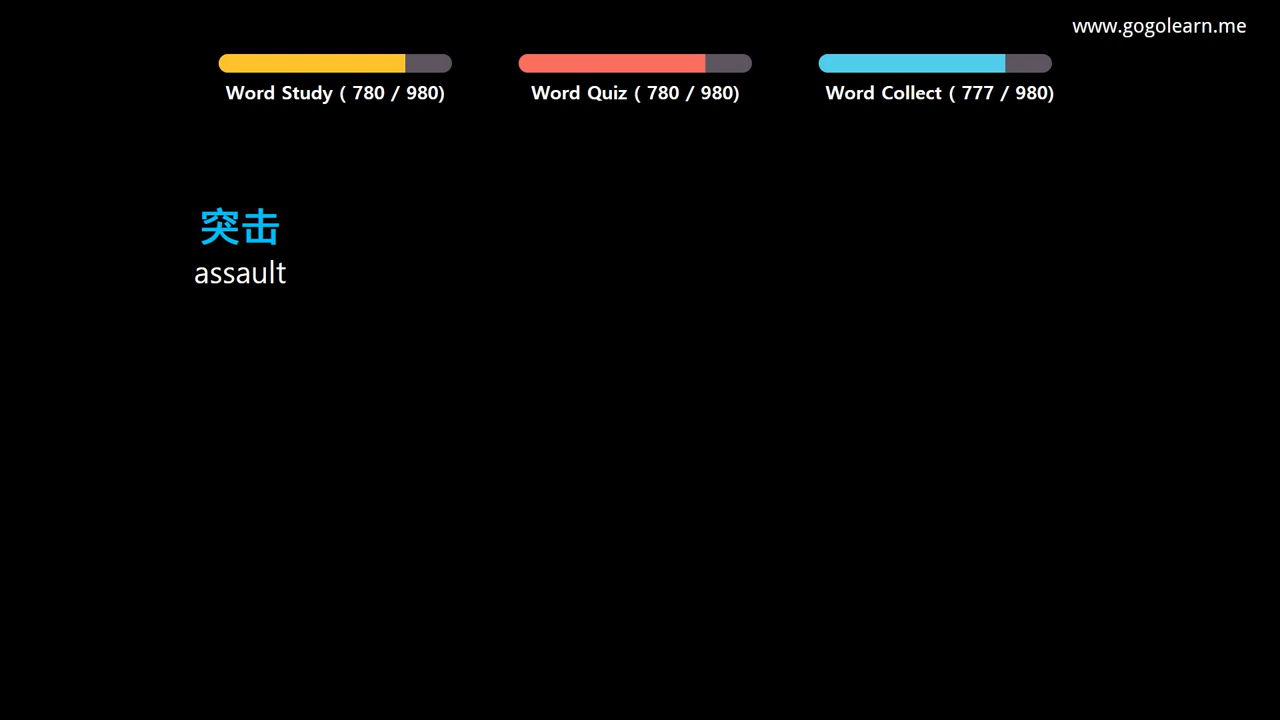 www.gogolearn.me
Word Study ( 780 / 980)
Word Quiz ( 780 / 980)
Word Collect ( 777 / 980)
突击
assault